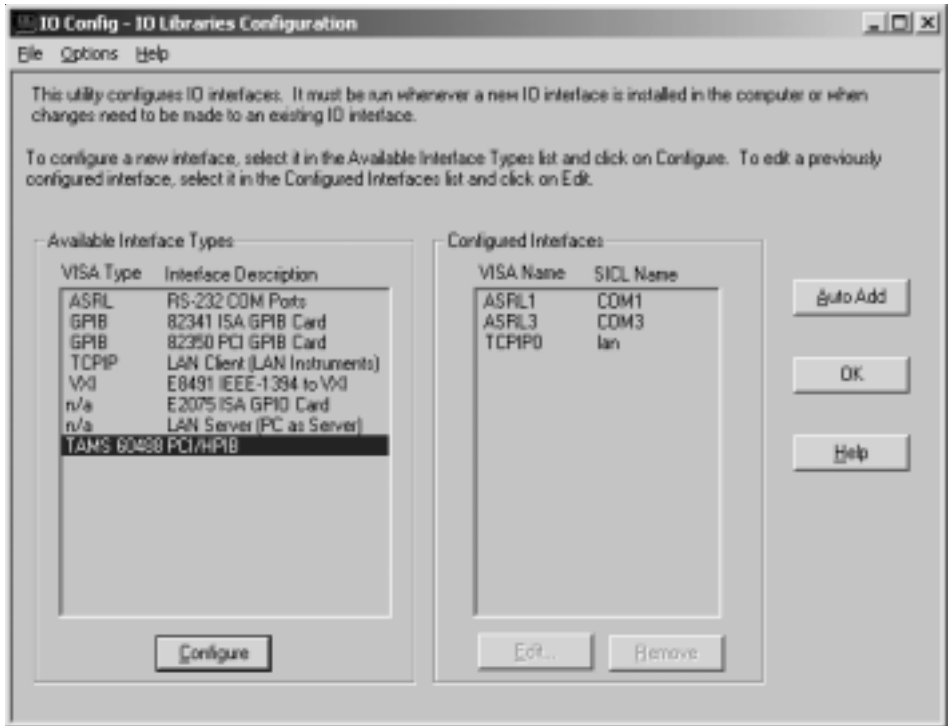 IO Config - IO Libraries Configuration
File Options Help
This utility configures IO interfaces. It must be run whenever a new IO interface is installed in the computer or when
changes need to be made to an existing IO interface.
To configure a new interface, select it in the Available Interface Types list and click on Configure. To edit a previously
configured interface, select it in the Configured Interfaces list and click on Edit.
Available Interface Types
VISA Type Interface Description
ASRL RS-232 COM Ports
GPIB 82341 ISA GPIB Card
GPIB 82350 PCI GPIB Card
TCPIP LAN Client (LAN Instruments)
VXI E8491 IEEE-1394 to VXI
n/a E2075 ISA GPIO Card
n/a LAN Server (PC as Server)
TAMS 60488 PCI/HPIB
Configure
Configured Interfaces
VISA Name SICL Name
ASRL1 COM1
ASRL3 COM3
TCPIP0 lan
Edit...
Remove
Auto Add
OK
Help